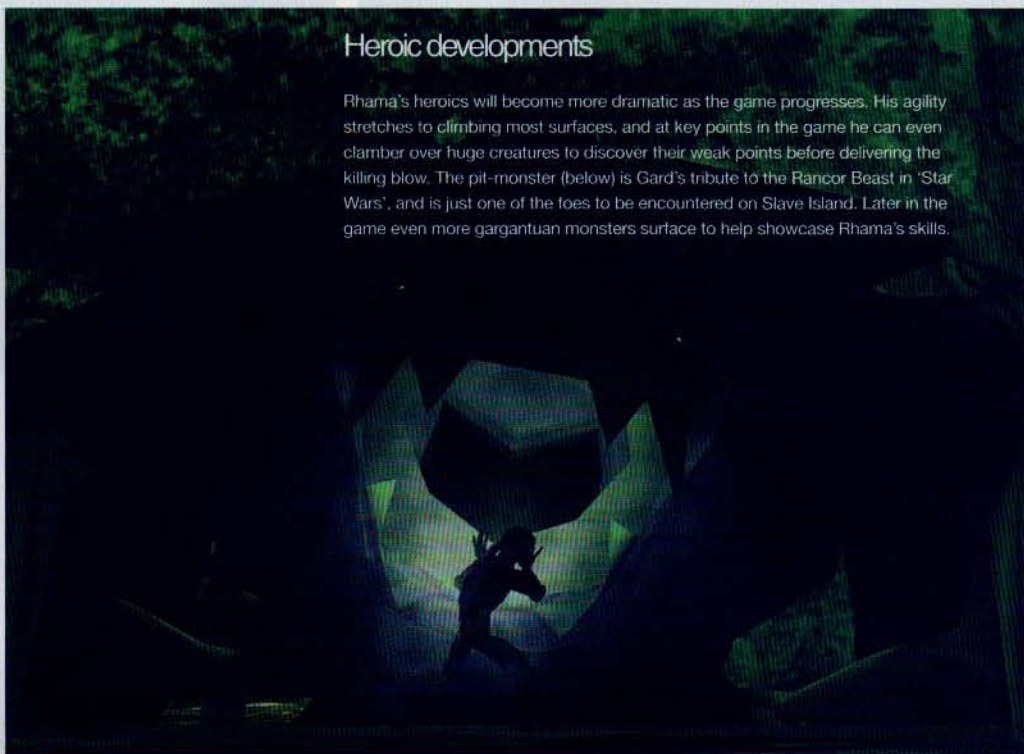 Heroic developments
Rhama's heroics will become more dramatic as the game progresses. His agility
stretches to climbing most surfaces, and at key points in the game he can even
clamber over huge creatures to discover their weak points before delivering the
killing blow. The pit-monster (below) is Gard's tribute to the Rancor Beast in 'Star
Wars', and is just one of the foes to be encountered on Slave Island. Later in the
game even more gargantuan monsters surface to help showcase Rhama's skills.